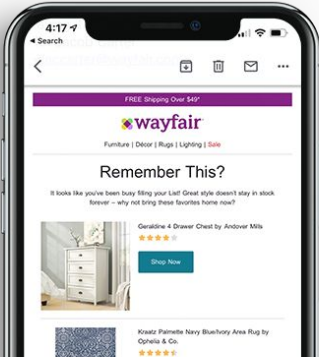 4:17
Search
FREE Shipping Over $49*
wayfair
Furniture | Décor | Rugs | Lighting | Sale
Remember This?
It looks like you've been busy filling your List! Great style doesn't stay in stock
forever – why not bring these favorites home now?
Geraldine 4 Drawer Chest by Andover Mills
Shop Now
Kraatz Palmette Navy Blue/Ivory Area Rug by
Ophelia & Co.